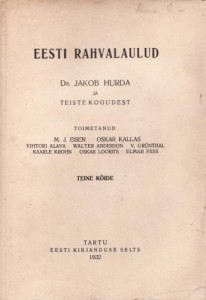 EESTI RAHVALAULUD
DR. JAKOB HURDA
JA
TEISTE KOGUDEST
TOIMETANUD
M. J. EISEN OSKAR KALLAS
VIHTORI ALAVA WALTER ANDERSON V. GRÜNTHAL
KAARLE KROHN OSKAR LOORITS ELMAR PÄSS
TEINE KÖIDE
TARTU
EESTI KIRJANDUSE SELTS
1932